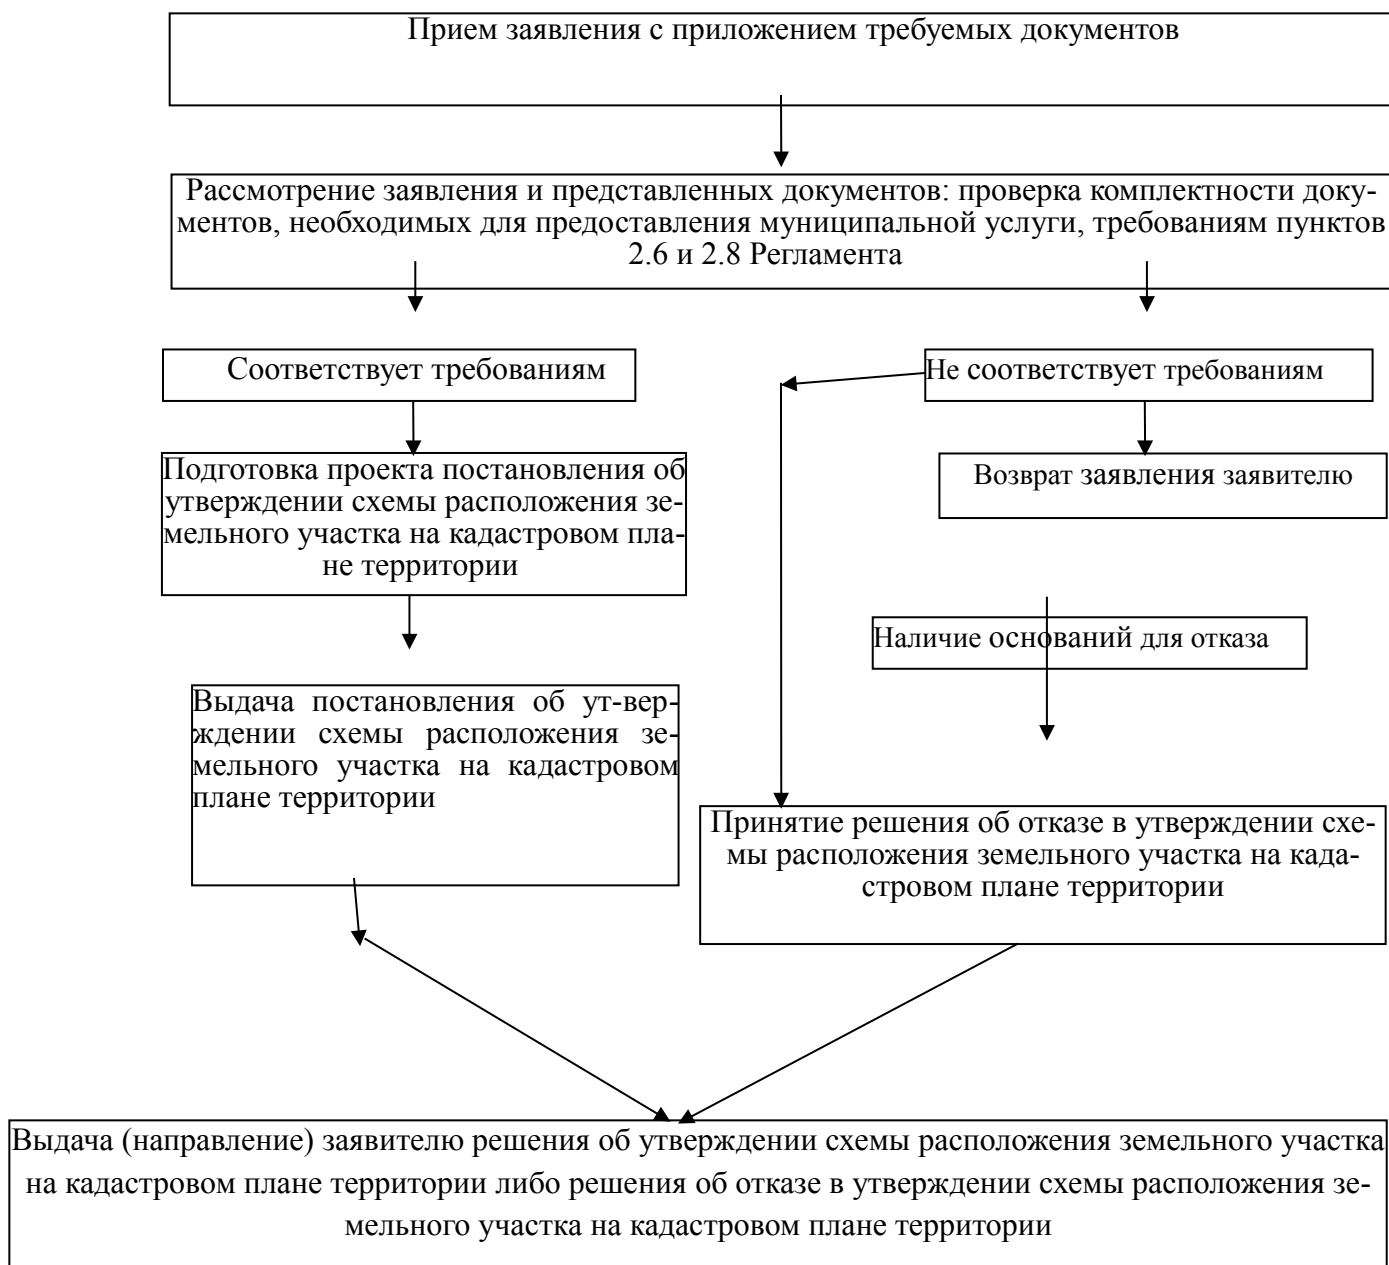 Прием заявления с приложением требуемых документов
Рассмотрение заявления и представленных документов: проверка комплектности доку-
ментов, необходимых для предоставления муниципальной услуги, требованиям пунктов
2.6 и 2.8 Регламента
Соответствует требованиям
Не соответствует требованиям
Подготовка проекта постановления об
утверждении схемы расположения зе-
мельного участка на кадастровом пла-
не территории
Возврат заявления заявителю
Наличие оснований для отказа
Выдача постановления об ут-вер-
ждении схемы расположения зе-
мельного участка на кадастровом
плане территории
Принятие решения об отказе в утверждении схе-
мы расположения земельного участка на када-
стровом плане территории
Выдача (направление) заявителю решения об утверждении схемы расположения земельного участка
на кадастровом плане территории либо решения об отказе в утверждении схемы расположения зе-
мельного участка на кадастровом плане территории